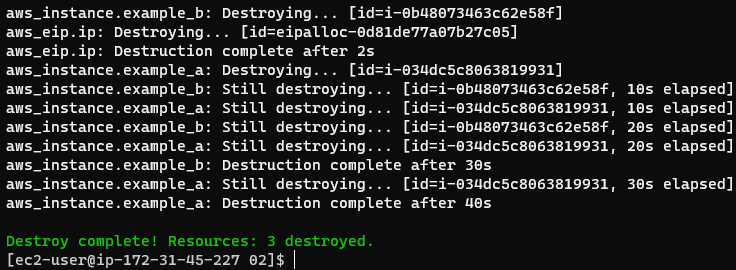 aws_instance.example_b: Destroying... [id=i-0b48073463c62e58f]
aws_eip.ip: Destroying... [id=eipalloc-0d81de77a07b27c05]
aws_eip.ip: Destruction complete after 2s
aws_instance.example_a: Destroying... [id=i-034dc5c8063819931]
aws_instance.example_b: Still destroying... [id=i-0b48073463c62e58f, 10s elapsed]
aws_instance.example_a: Still destroying... [id=i-034dc5c8063819931, 10s elapsed]
aws_instance.example_b: Still destroying... [id=i-0b48073463c62e58f, 20s elapsed]
aws_instance.example_a: Still destroying... [id=i-034dc5c8063819931, 20s elapsed]
aws_instance.example_b: Destruction complete after 30s
aws_instance.example_a: Still destroying... [id=i-034dc5c8063819931, 30s elapsed]
aws_instance.example_a: Destruction complete after 40s
Destroy complete! Resources: 3 destroyed.
[ec2-user@ip-172-31-45-227 02]$